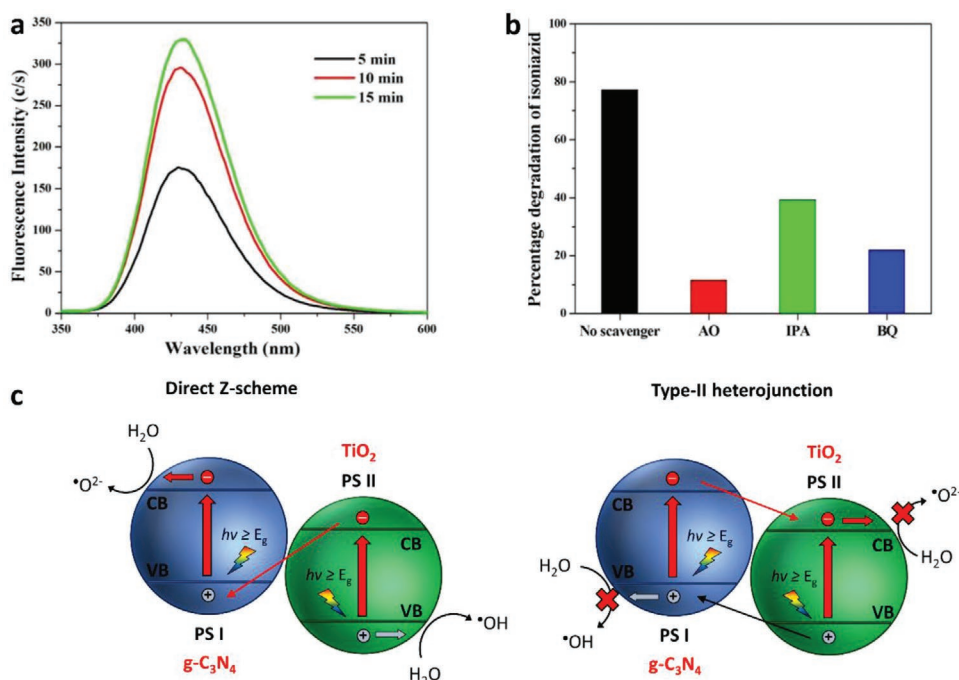 a
350
300
250
200
150
100
50
0
Fluorescence Intensity (c/s)
5 min
10 min
15 min
350
400
450
500
550
600
Wavelength (nm)
b
100
80
60
40
20
0
Percentage degradation of isoniazid
No scavenger
AO
IPA
BQ
c
Direct Z-scheme
H₂O
•O²⁻
CB
hν ≥ Eg
VB
PS I
g-C₃N₄
TiO₂
PS II
CB
hν ≥ Eg
VB
•OH
H₂O
Type-II heterojunction
H₂O
•OH
CB
hν ≥ Eg
VB
PS I
g-C₃N₄
TiO₂
PS II
CB
hν ≥ Eg
VB
•O²⁻
H₂O